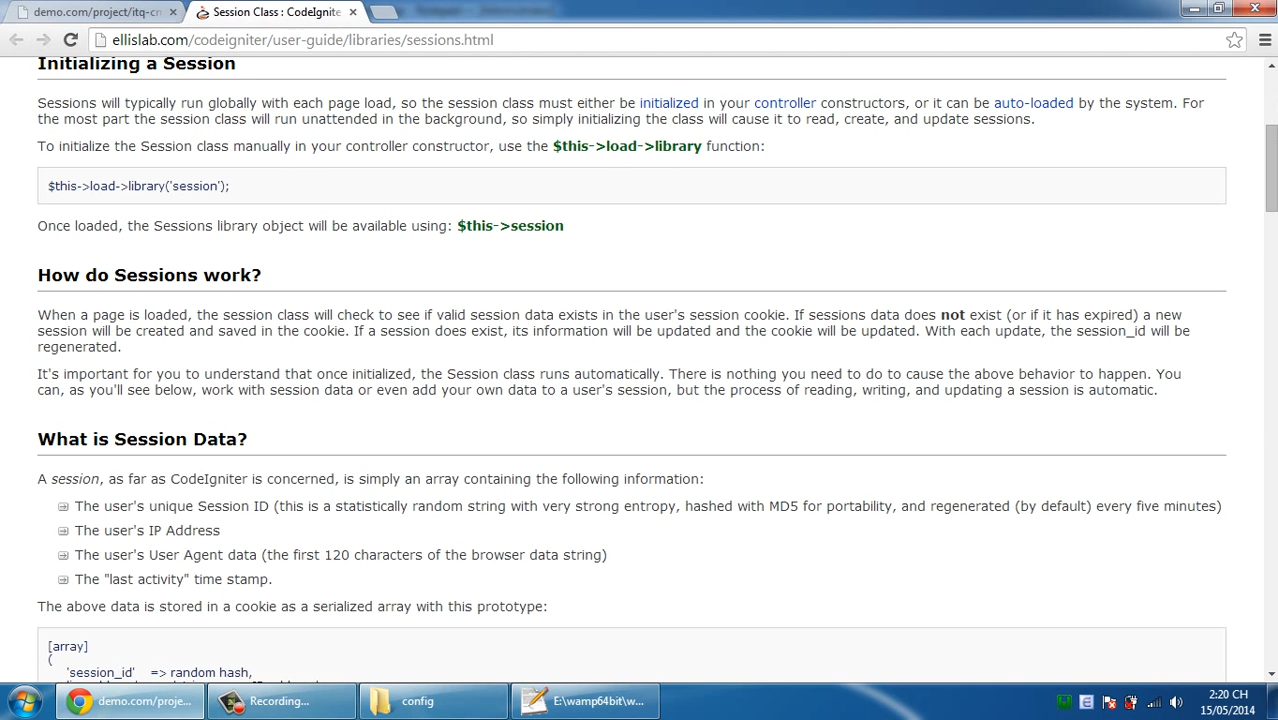 demo.com/project/itq-cn
Session Class : CodeIgnite
ellislab.com/codeigniter/user-guide/libraries/sessions.html
Initializing a Session
Sessions will typically run globally with each page load, so the session class must either be initialized in your controller constructors, or it can be auto-loaded by the system. For
the most part the session class will run unattended in the background, so simply initializing the class will cause it to read, create, and update sessions.
To initialize the Session class manually in your controller constructor, use the $this->load->library function:
$this->load->library('session');
Once loaded, the Sessions library object will be available using: $this->session
How do Sessions work?
When a page is loaded, the session class will check to see if valid session data exists in the user's session cookie. If sessions data does not exist (or if it has expired) a new
session will be created and saved in the cookie. If a session does exist, its information will be updated and the cookie will be updated. With each update, the session_id will be
regenerated.
It's important for you to understand that once initialized, the Session class runs automatically. There is nothing you need to do to cause the above behavior to happen. You
can, as you'll see below, work with session data or even add your own data to a user's session, but the process of reading, writing, and updating a session is automatic.
What is Session Data?
A session, as far as CodeIgniter is concerned, is simply an array containing the following information:
The user's unique Session ID (this is a statistically random string with very strong entropy, hashed with MD5 for portability, and regenerated (by default) every five minutes)
The user's IP Address
The user's User Agent data (the first 120 characters of the browser data string)
The "last activity" time stamp.
The above data is stored in a cookie as a serialized array with this prototype:
[array]
(
'session_id' => random hash,
demo.com/proje...
Recording...
config
E:\wamp64bit\w...
2:20 CH
15/05/2014